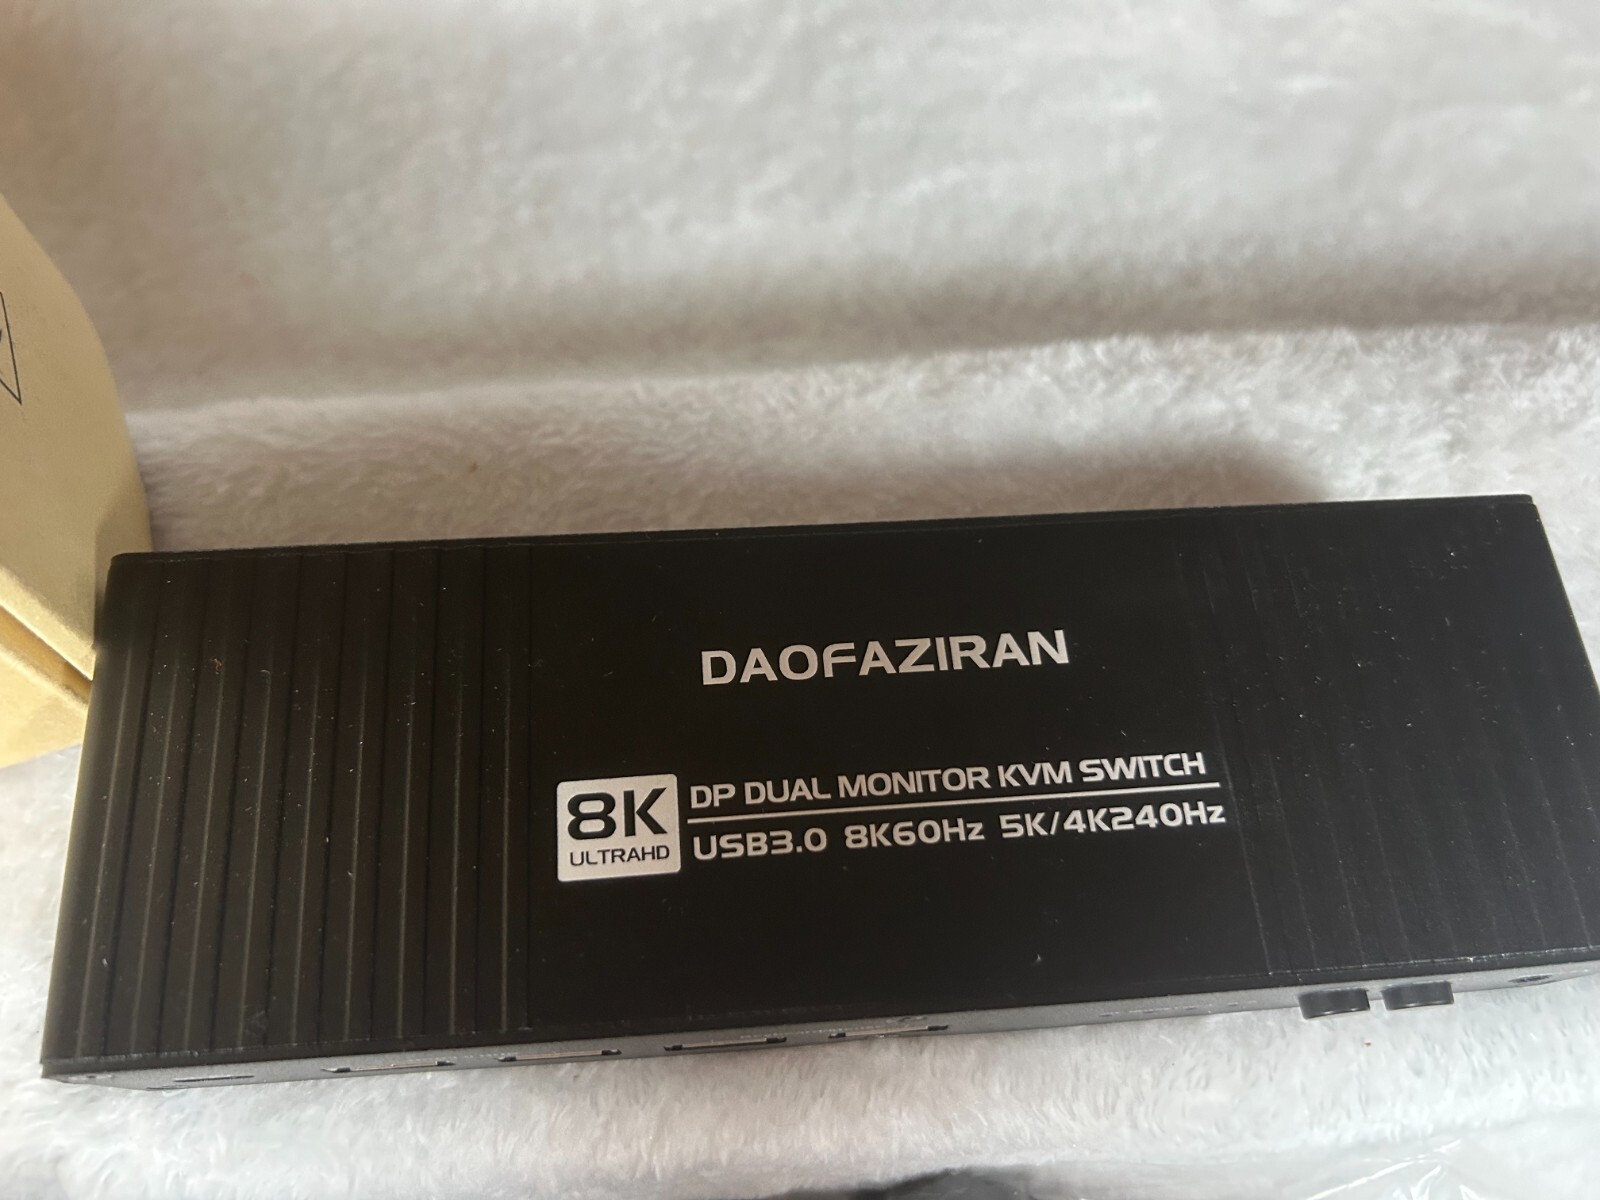 DAOFAZIRAN
8K
ULTRAHD
DP DUAL MONITOR KVM SWITCH
USB3.0 8K60Hz 5K/4K240Hz